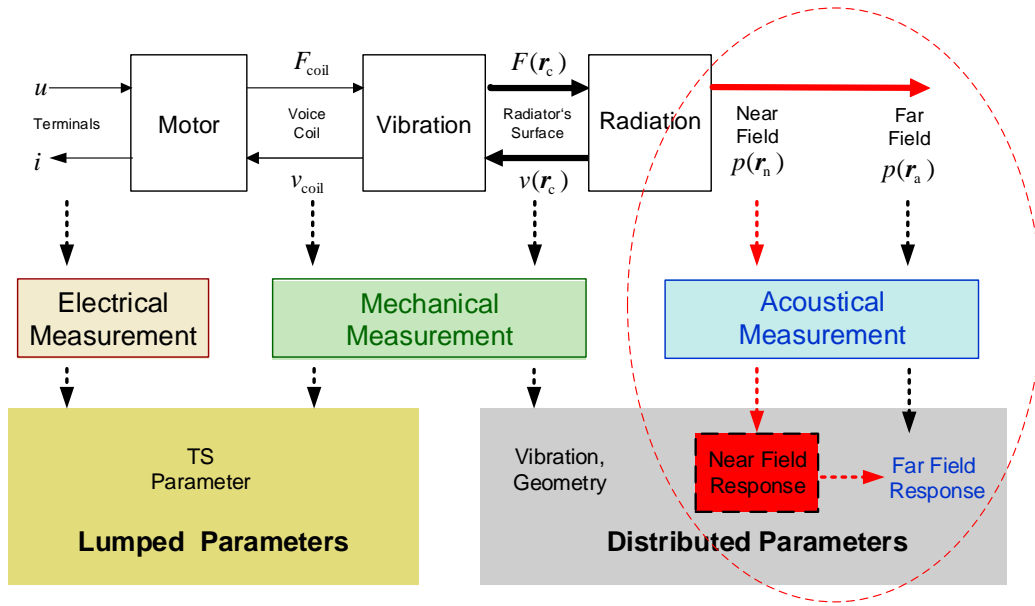 u
Terminals
i
Motor
F_coil
Voice
Coil
v_coil
Vibration
F(r_c)
Radiator's
Surface
v(r_c)
Radiation
Near
Field
p(r_n)
Far
Field
p(r_a)
Electrical
Measurement
Mechanical
Measurement
Acoustical
Measurement
TS
Parameter
Lumped Parameters
Vibration,
Geometry
Near Field
Response
Far Field
Response
Distributed Parameters